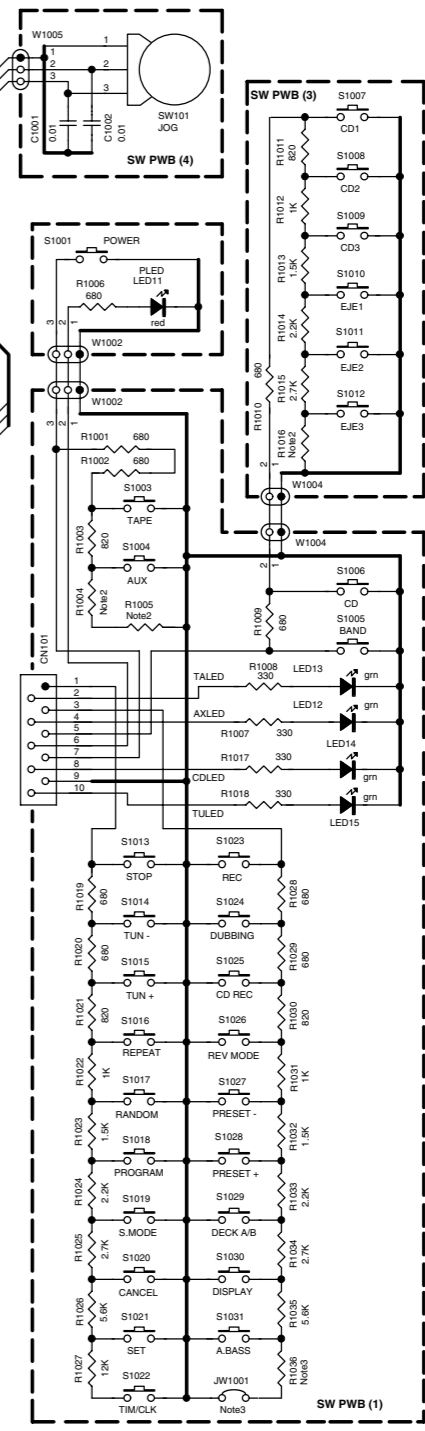 W1005
1
2
3
1
2
3
C1001
0.01
C1002
0.01
SW101
JOG
SW PWB (4)
SW PWB (3)
S1007
CD1
R1011
820
S1008
CD2
R1012
1K
S1009
CD3
R1013
1.5K
S1010
EJE1
R1014
2.2K
S1011
EJE2
R1015
2.7K
S1012
EJE3
R1016
Note2
680
R1010
2
1
W1004
S1001
POWER
PLED
LED11
R1006
680
red
3
2
1
W1002
W1002
3
2
1
R1001
680
R1002
680
S1003
TAPE
R1003
820
S1004
AUX
R1004
Note2
R1005
Note2
W1004
2
1
S1006
CD
R1009
680
S1005
BAND
CN101
1
2
3
4
5
6
7
8
9
10
TALED
R1008
330
LED13
grn
AXLED
LED12
grn
R1007
330
LED14
R1017
330
grn
CDLED
R1018
330
grn
TULED
LED15
S1013
STOP
S1023
REC
R1019
680
R1028
680
S1014
TUN -
S1024
DUBBING
R1020
680
R1029
680
S1015
TUN +
S1025
CD REC
R1021
820
R1030
820
S1016
REPEAT
S1026
REV MODE
R1022
1K
R1031
1K
S1017
RANDOM
S1027
PRESET -
R1023
1.5K
R1032
1.5K
S1018
PROGRAM
S1028
PRESET +
R1024
2.2K
R1033
2.2K
S1019
S.MODE
S1029
DECK A/B
R1025
2.7K
R1034
2.7K
S1020
CANCEL
S1030
DISPLAY
R1026
5.6K
R1035
5.6K
S1021
SET
S1031
A.BASS
R1027
12K
R1036
Note3
S1022
TIM/CLK
JW1001
Note3
SW PWB (1)